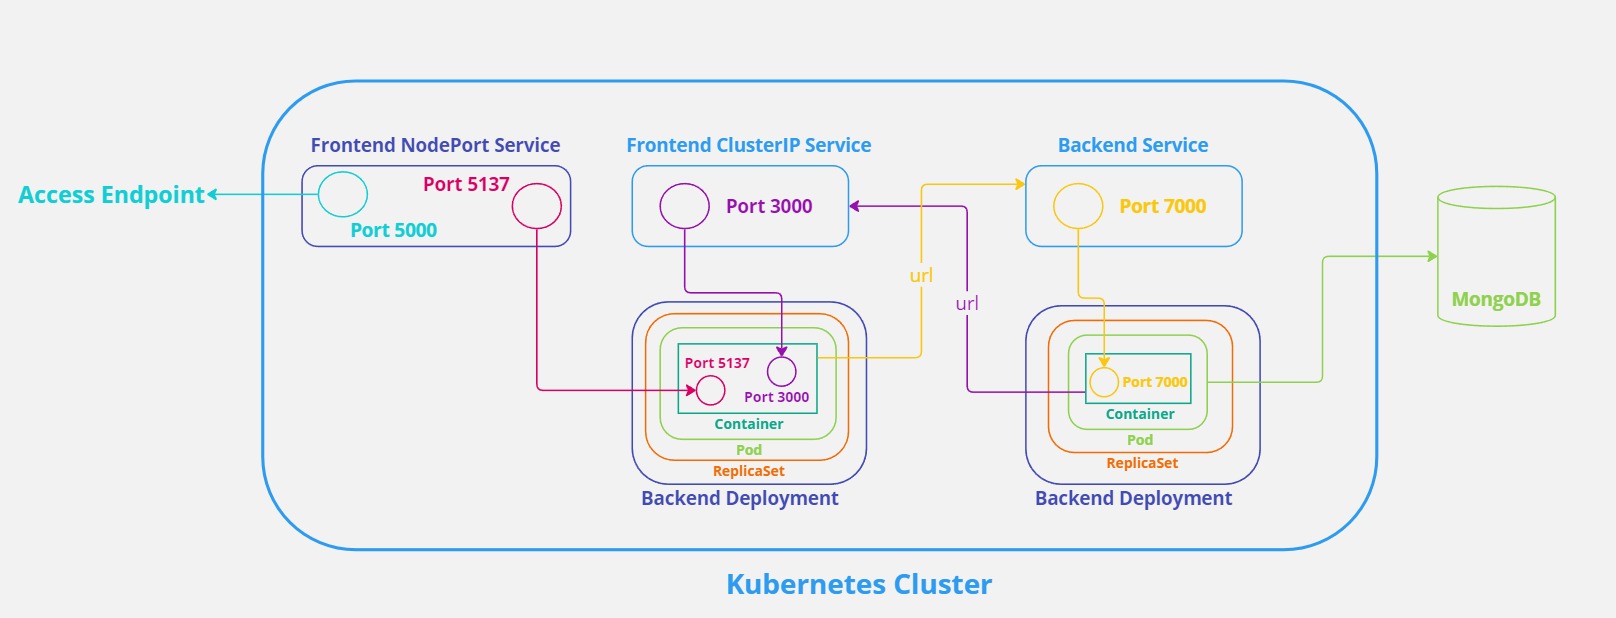 Frontend NodePort Service
Frontend ClusterIP Service
Backend Service
Access Endpoint
Port 5137
Port 5000
Port 3000
Port 7000
url
url
MongoDB
Port 5137
Port 3000
Container
Pod
ReplicaSet
Backend Deployment
Port 7000
Container
Pod
ReplicaSet
Backend Deployment
Kubernetes Cluster